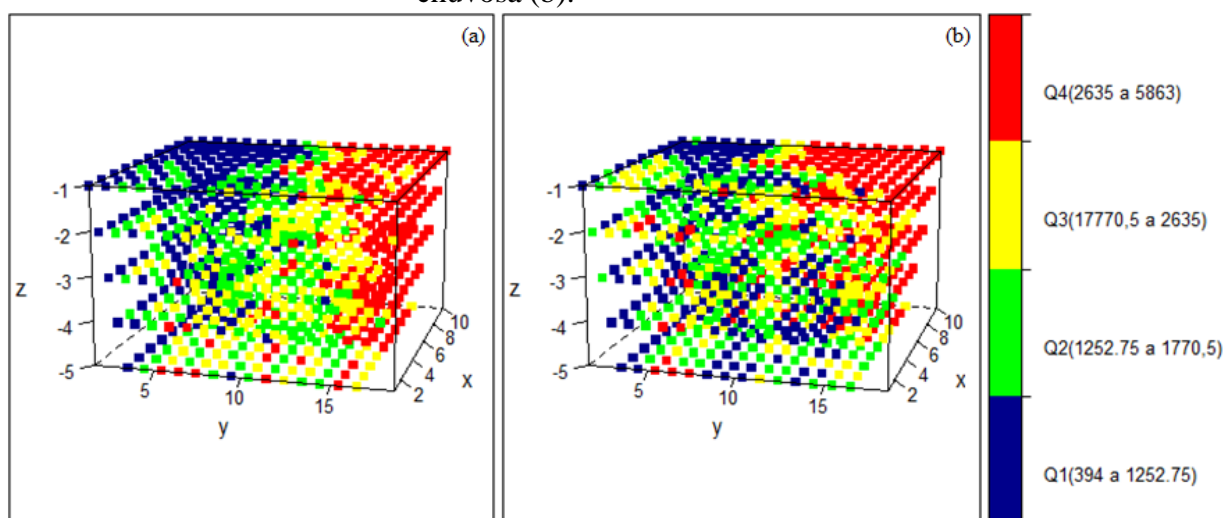 chuvosa (b).
(a)
(b)
-1
-2
-3
-4
-5
z
5
10
15
y
2
4
6
8
10
x
-1
-2
-3
-4
-5
z
5
10
15
y
2
4
6
8
10
x
Q4(2635 a 5863)
Q3(17770,5 a 2635)
Q2(1252.75 a 1770,5)
Q1(394 a 1252.75)